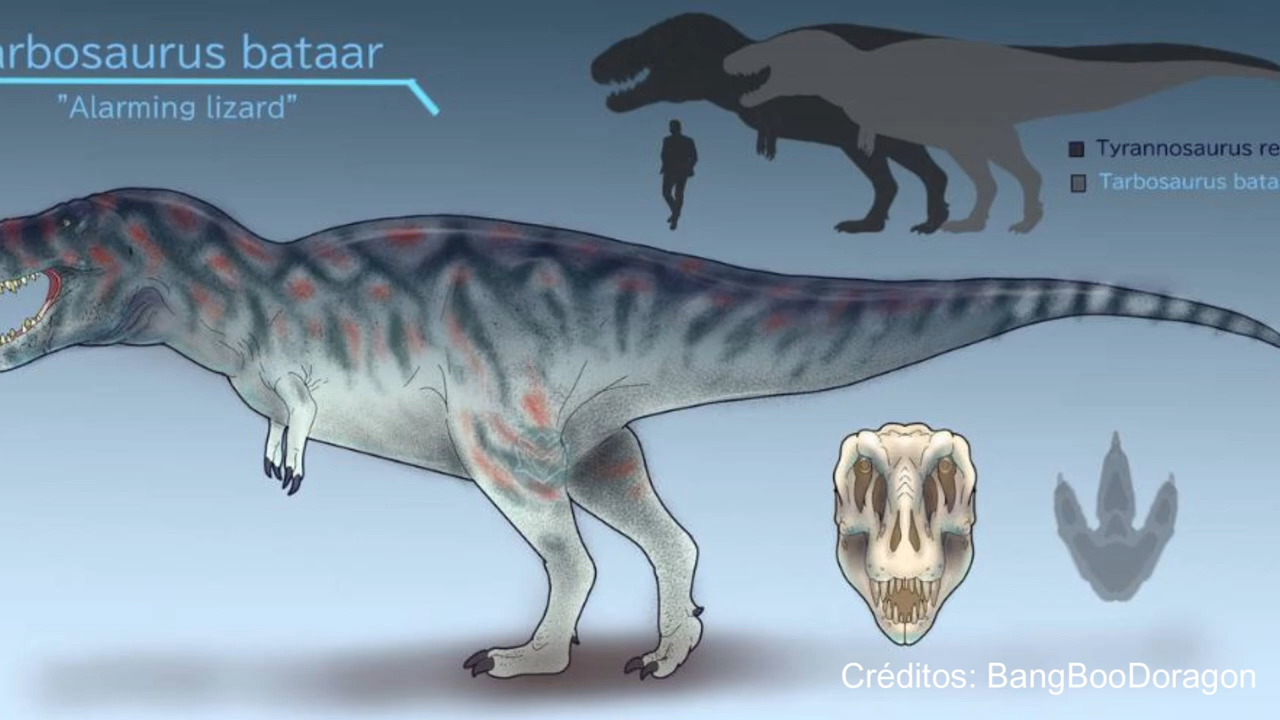 arbosaurus bataar
"Alarming lizard"
Tyrannosaurus re
Tarbosaurus bata
Créditos: BangBooDoragon